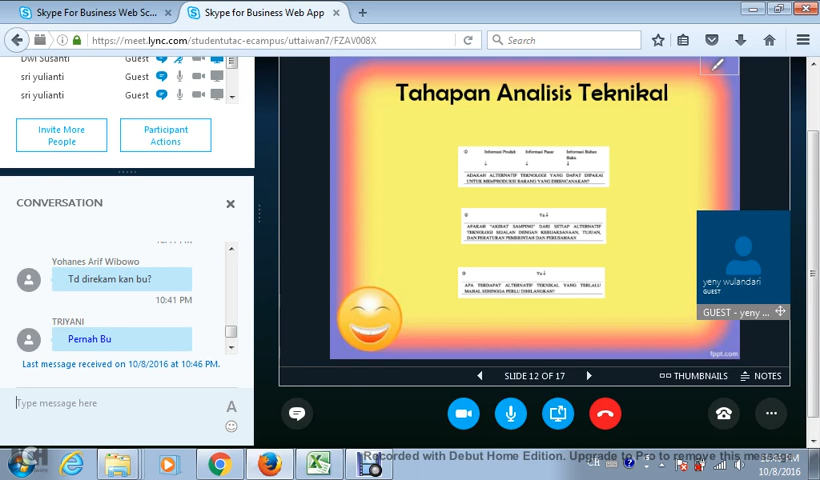 Skype For Business Web Sc...
Skype for Business Web App
https://meet.lync.com/studentutac-ecampus/uttaiwan7/FZAV008X
Search
Dwi Susanti
Guest
sri yulianti
Guest
sri yulianti
Guest
Invite More
People
Participant
Actions
CONVERSATION
Yohanes Arif Wibowo
Td direkam kan bu?
10:41 PM
TRIYANI
Pernah Bu
Last message received on 10/8/2016 at 10:46 PM.
Type message here
A
Tahapan Analisis Teknikal
Informasi Produk
Informasi Pasar
Informasi Bahan
Baku
ADAKAH ALTERNATIF TEKNOLOGI YANG DAPAT DIPAKAI
UNTUK MEMPRODUKSI BARANG YANG DIRENCANAKAN?
Ya
APAKAH "AKIBAT SAMPING" DARI SETIAP ALTERNATIF
TEKNOLOGI SEJALAN DENGAN KEBIJAKSANAAN, TUJUAN,
DAN PERATURAN PEMERINTAH DAN PERUSAHAAN
Ya
APA TERDAPAT ALTERNATIF TEKNIKAL YANG TERLALU
MAHAL SEHINGGA PERLU DIHILANGKAN?
fppt.com
yeny wulandari
GUEST
GUEST - yeny ...
SLIDE 12 OF 17
THUMBNAILS
NOTES
Recorded with Debut Home Edition. Upgrade to Pro to remove this message.
CH
10/8/2016